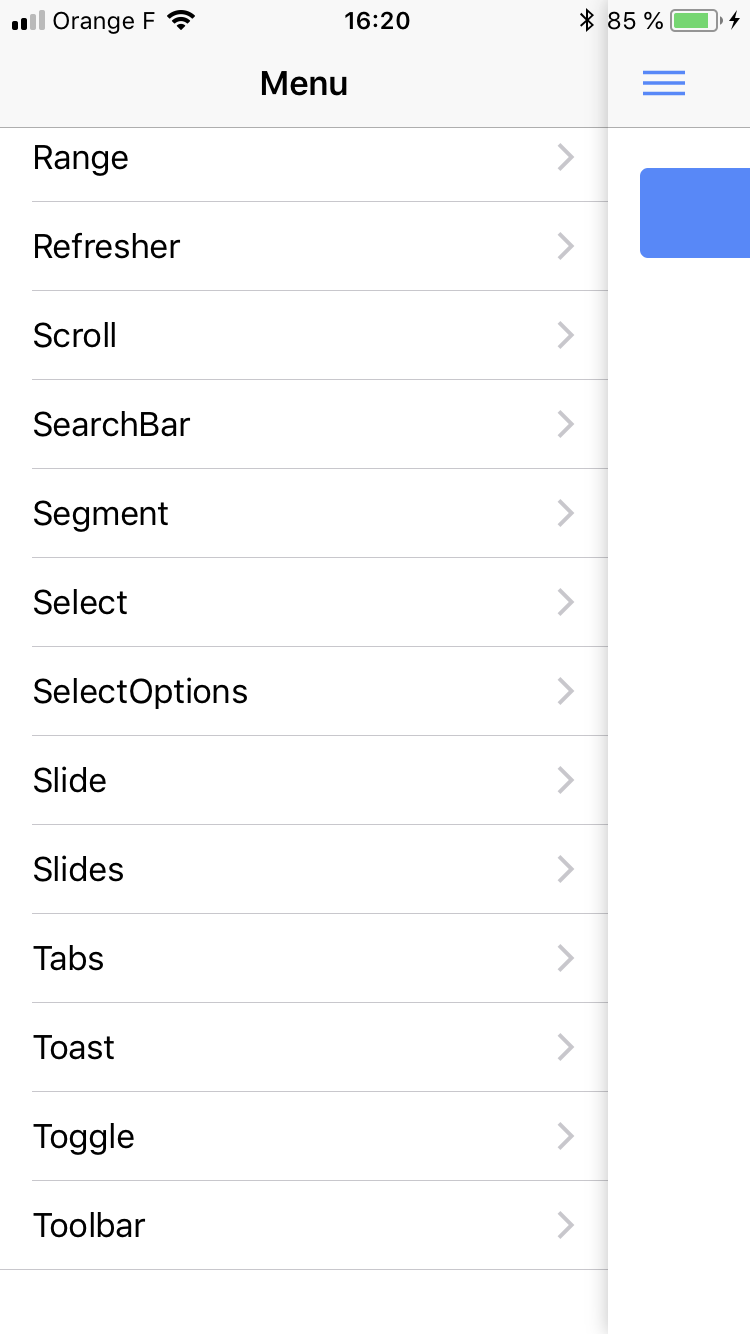 Orange F 16:20 85 %
Menu
Range
Refresher
Scroll
SearchBar
Segment
Select
SelectOptions
Slide
Slides
Tabs
Toast
Toggle
Toolbar